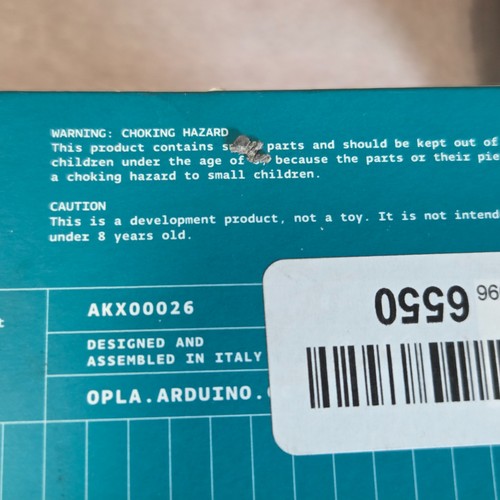 WARNING: CHOKING HAZARD
This product contains parts and should be kept out of
children under the age of because the parts or their
a choking hazard to small children.
CAUTION
This is a development product, not a toy. It is not
under 8 years old.
AKX00026
DESIGNED AND
ASSEMBLED IN ITALY
OPLA.ARDUINO.
6550